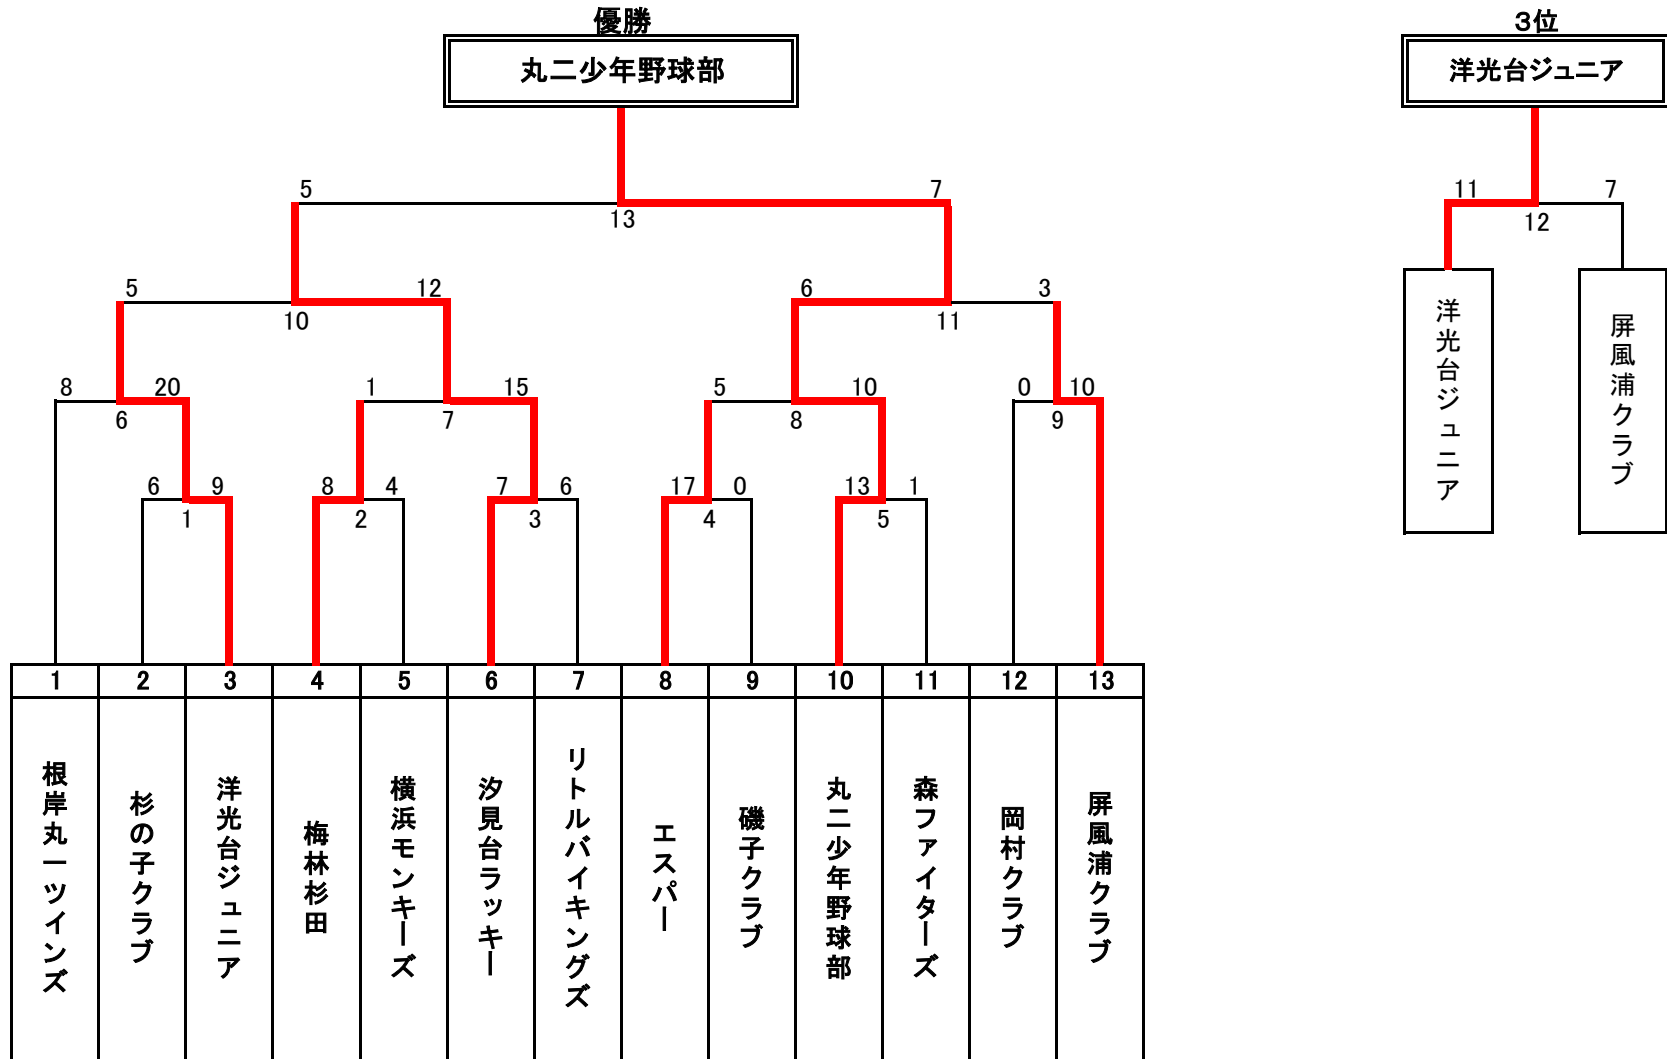 優勝
丸二少年野球部
3位
洋光台ジュニア
5
7
13
11
7
12
5
12
10
6
3
11
8
20
6
1
15
7
5
10
8
0
10
9
6
9
1
8
4
2
7
6
3
17
0
4
13
1
5
洋光台ジュニア
屏風浦クラブ
1
2
3
4
5
6
7
8
9
10
11
12
13
根岸丸一ツインズ
杉の子クラブ
洋光台ジュニア
梅林杉田
横浜モンキーズ
汐見台ラッキー
リトルバイキングズ
エスパー
磯子クラブ
丸二少年野球部
森ファイターズ
岡村クラブ
屏風浦クラブ